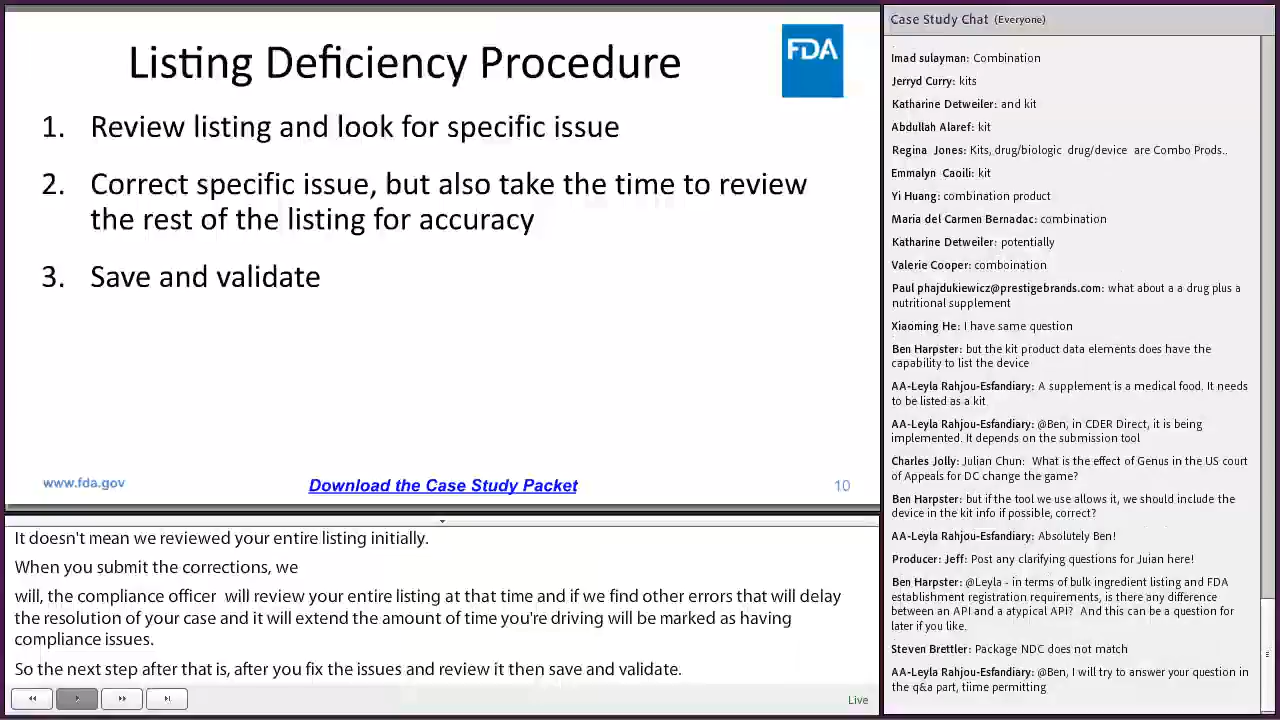 Listing Deficiency Procedure
FDA
1. Review listing and look for specific issue
2. Correct specific issue, but also take the time to review
the rest of the listing for accuracy
3. Save and validate
www.fda.gov
Download the Case Study Packet
10
It doesn't mean we reviewed your entire listing initially.
When you submit the corrections, we
will, the compliance officer will review your entire listing at that time and if we find other errors that will delay
the resolution of your case and it will extend the amount of time you're driving will be marked as having
compliance issues.
So the next step after that is, after you fix the issues and review it then save and validate.
Live
Case Study Chat (Everyone)
Imad sulayman: Combination
Jerryd Curry: kits
Katharine Detweiler: and kit
Abdullah Alaref: kit
Regina Jones: Kits, drug/biologic drug/device are Combo Prods..
Emmalyn Caoili: kit
Yi Huang: combination product
Maria del Carmen Bernadac: combination
Katharine Detweiler: potentially
Valerie Cooper: comboination
Paul phajdukiewicz@prestigebrands.com: what about a a drug plus a
nutritional supplement
Xiaoming He: I have same question
Ben Harpster: but the kit product data elements does have the
capability to list the device
AA-Leyla Rahjou-Esfandiary: A supplement is a medical food. It needs
to be listed as a kit
AA-Leyla Rahjou-Esfandiary: @Ben, in CDER Direct, it is being
implemented. It depends on the submission tool
Charles Jolly: Julian Chun: What is the effect of Genus in the US court
of Appeals for DC change the game?
Ben Harpster: but if the tool we use allows it, we should include the
device in the kit info if possible, correct?
AA-Leyla Rahjou-Esfandiary: Absolutely Ben!
Producer: Jeff: Post any clarifying questions for Juian here!
Ben Harpster: @Leyla - in terms of bulk ingredient listing and FDA
establishment registration requirements, is there any difference
between an API and a atypical API? And this can be a question for
later if you like.
Steven Brettler: Package NDC does not match
AA-Leyla Rahjou-Esfandiary: @Ben, I will try to answer your question in
the q&a part, tiime permitting